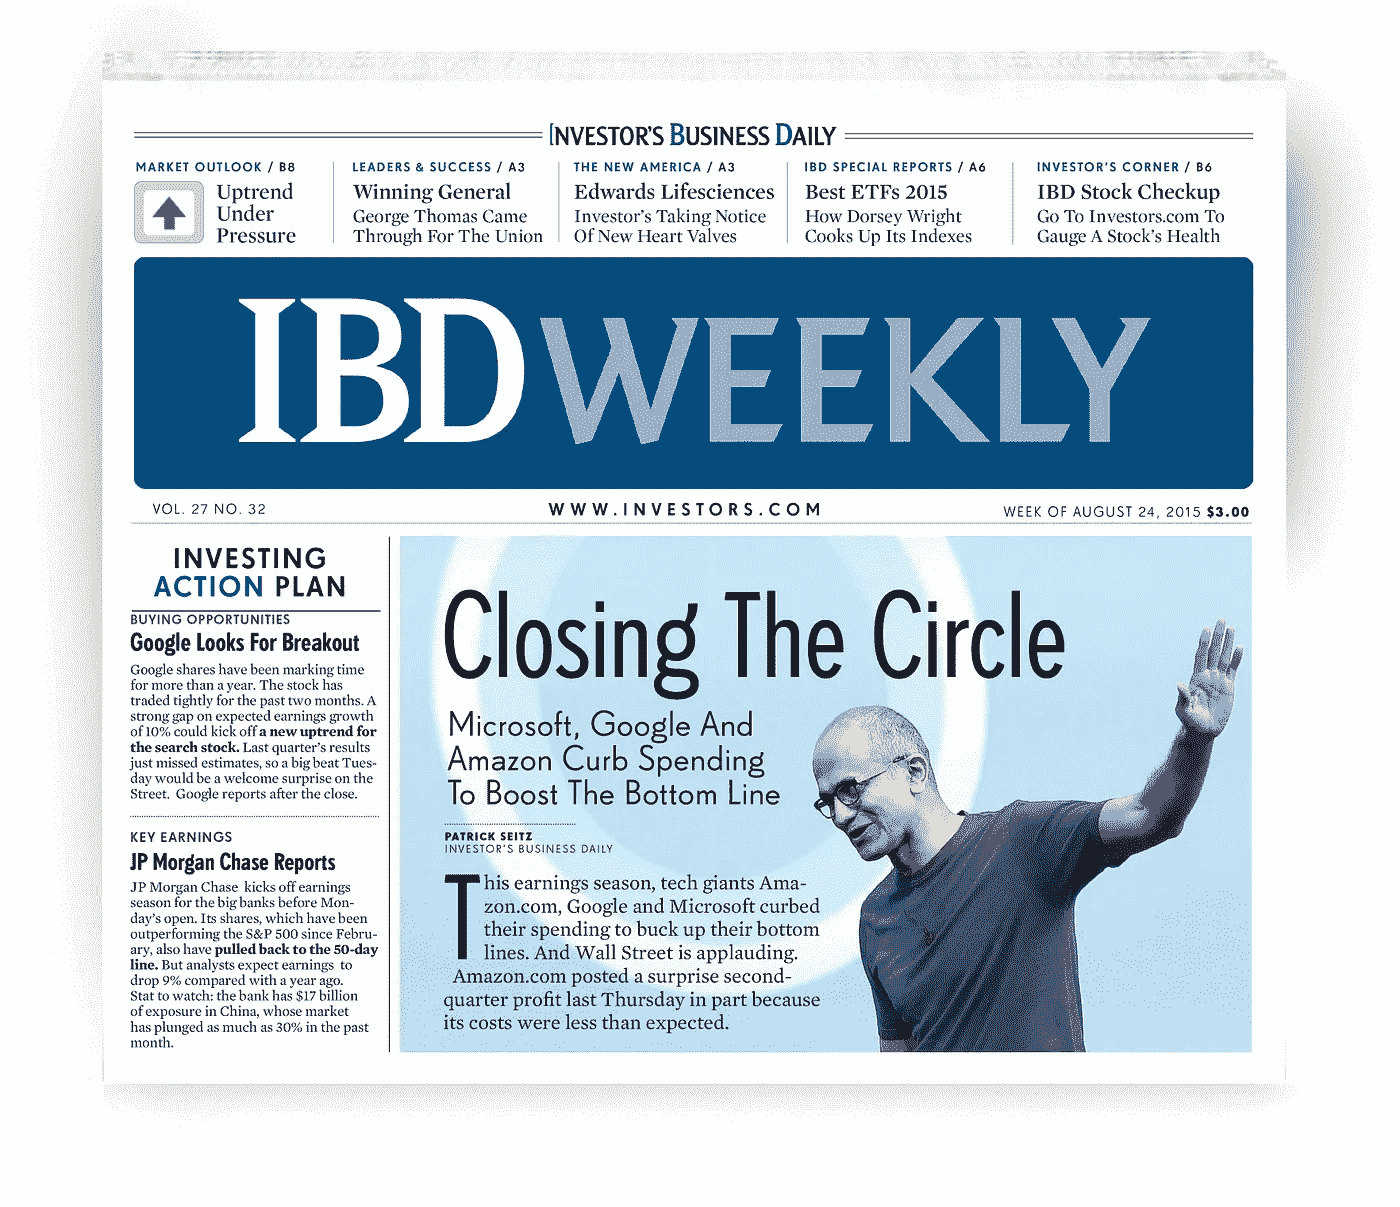 INVESTOR'S BUSINESS DAILY
MARKET OUTLOOK / B8
Uptrend
Under
Pressure
LEADERS & SUCCESS / A3
Winning General
George Thomas Came
Through For The Union
THE NEW AMERICA / A3
Edwards Lifesciences
Investor's Taking Notice
Of New Heart Valves
IBD SPECIAL REPORTS / A6
Best ETFs 2015
How Dorsey Wright
Cooks Up Its Indexes
INVESTOR'S CORNER / B6
IBD Stock Checkup
Go To Investors.com To
Gauge A Stock's Health
IBD WEEKLY
VOL. 27 NO. 32
WWW.INVESTORS.COM
WEEK OF AUGUST 24, 2015 $3.00
INVESTING
ACTION PLAN
BUYING OPPORTUNITIES
Google Looks For Breakout
Google shares have been marking time
for more than a year. The stock has
traded tightly for the past two months. A
strong gap on expected earnings growth
of 10% could kick off a new uptrend for
the search stock. Last quarter's results
just missed estimates, so a big beat Tues-
day would be a welcome surprise on the
Street. Google reports after the close.
KEY EARNINGS
JP Morgan Chase Reports
JP Morgan Chase kicks off earnings
season for the big banks before Mon-
day's open. Its shares, which have been
outperforming the S&P 500 since Febru-
ary, also have pulled back to the 50-day
line. But analysts expect earnings to
drop 9% compared with a year ago.
Stat to watch: the bank has $17 billion
of exposure in China, whose market
has plunged as much as 30% in the past
month.
Closing The Circle
Microsoft, Google And
Amazon Curb Spending
To Boost The Bottom Line
PATRICK SEITZ
INVESTOR'S BUSINESS DAILY
This earnings season, tech giants Ama-
zon.com, Google and Microsoft curbed
their spending to buck up their bottom
lines. And Wall Street is applauding.
Amazon.com posted a surprise second-
quarter profit last Thursday in part because
its costs were less than expected.